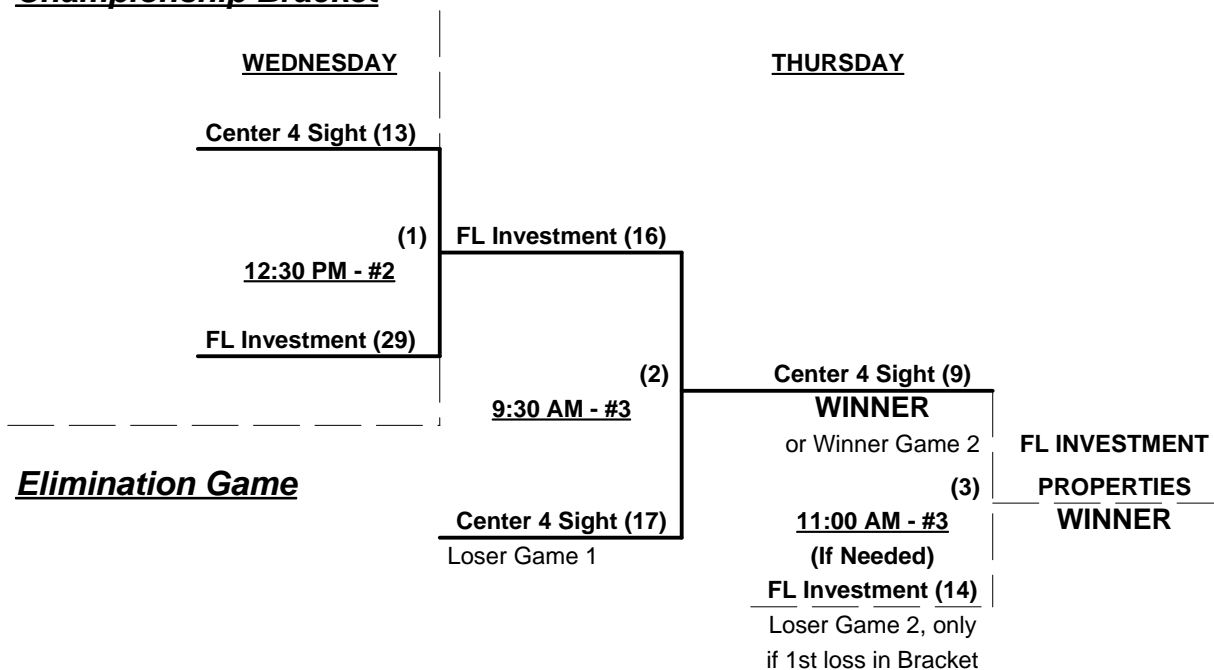 Championship Bracket
WEDNESDAY
THURSDAY
Center 4 Sight (13)
(1)
FL Investment (16)
12:30 PM - #2
FL Investment (29)
(2)
Center 4 Sight (9)
9:30 AM - #3
WINNER
or Winner Game 2
FL INVESTMENT
Elimination Game
(3)
PROPERTIES
Center 4 Sight (17)
11:00 AM - #3
WINNER
Loser Game 1
(If Needed)
FL Investment (14)
Loser Game 2, only
if 1st loss in Bracket